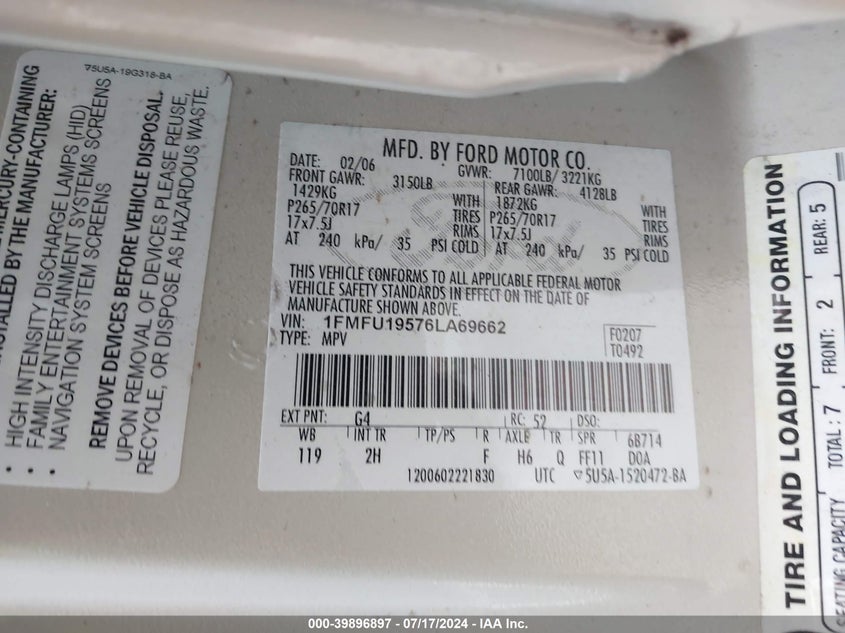 75U5A-19G318-BA
MERCURY-CONTAINING
INSTALLED BY THE MANUFACTURER:
• HIGH INTENSITY DISCHARGE LAMPS (HID)
• FAMILY ENTERTAINMENT SYSTEMS SCREENS
• NAVIGATION SYSTEM SCREENS
REMOVE DEVICES BEFORE VEHICLE DISPOSAL.
UPON REMOVAL OF DEVICES PLEASE REUSE,
RECYCLE, OR DISPOSE AS HAZARDOUS WASTE.
MFD. BY FORD MOTOR CO.
DATE: 02/06 GVWR: 7100LB/ 3221KG
FRONT GAWR: 3150LB REAR GAWR: 4128LB
1429KG WITH 1872KG WITH
P265/70R17 TIRES P265/70R17 TIRES
17x7.5J RIMS 17x7.5J RIMS
AT 240 kPa/ 35 PSI COLD AT 240 kPa/ 35 PSI COLD
THIS VEHICLE CONFORMS TO ALL APPLICABLE FEDERAL MOTOR
VEHICLE SAFETY STANDARDS IN EFFECT ON THE DATE OF
MANUFACTURE SHOWN ABOVE.
VIN: 1FMFU19576LA69662
TYPE: MPV
F0207
T0492
EXT PNT: G4 RC: 52 DSO:
WB INT TR TP/PS R AXLE TR SPR 6B714
119 2H F H6 Q FF11 D0A
1200602221830 UTC ▽5U5A-1520472-BA
TIRE AND LOADING INFORMATION
SEATING CAPACITY TOTAL: 7 FRONT: 2 REAR: 5
000-39896897 - 07/17/2024 - IAA Inc.